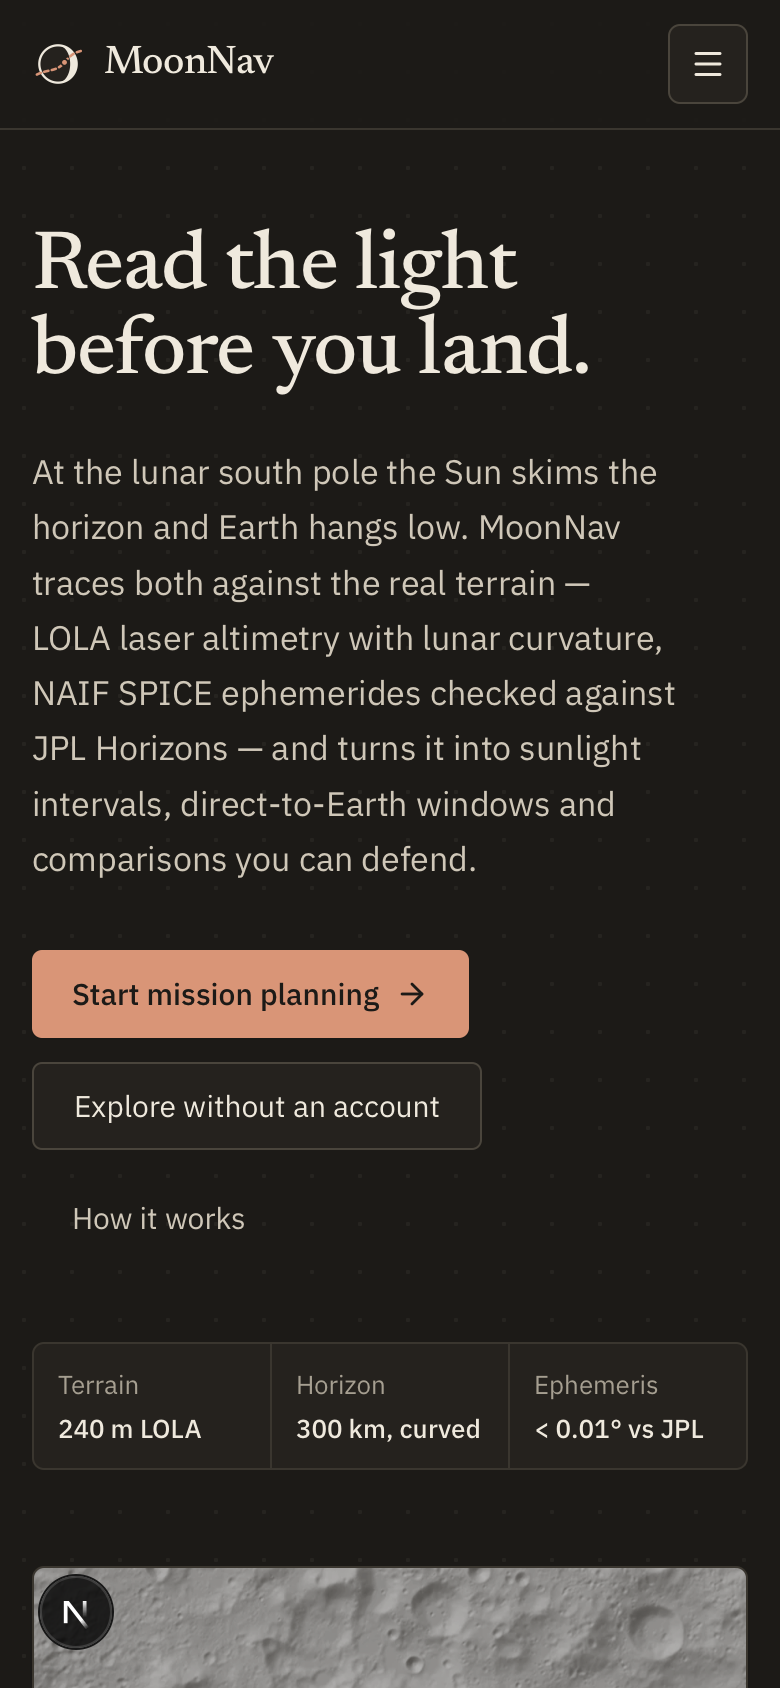 MoonNav
Read the light
before you land.
At the lunar south pole the Sun skims the
horizon and Earth hangs low. MoonNav
traces both against the real terrain —
LOLA laser altimetry with lunar curvature,
NAIF SPICE ephemerides checked against
JPL Horizons — and turns it into sunlight
intervals, direct-to-Earth windows and
comparisons you can defend.
Start mission planning →
Explore without an account
How it works
Terrain
240 m LOLA
Horizon
300 km, curved
Ephemeris
< 0.01° vs JPL
N